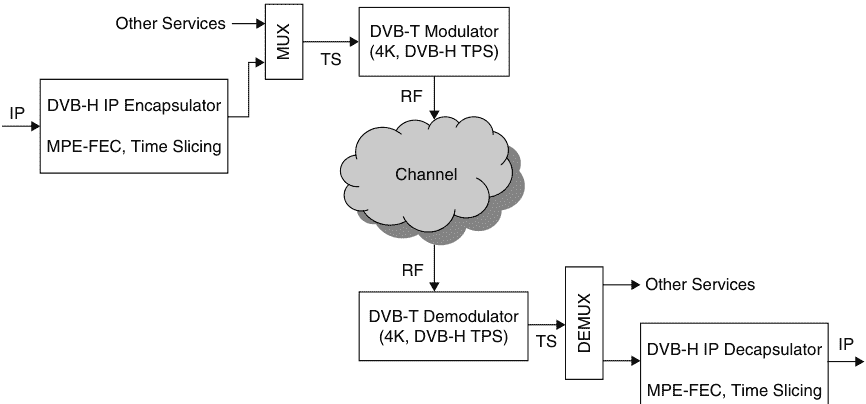 Other Services
MUX
TS
DVB-T Modulator
(4K, DVB-H TPS)
IP
DVB-H IP Encapsulator
MPE-FEC, Time Slicing
RF
Channel
RF
DVB-T Demodulator
(4K, DVB-H TPS)
TS
DEMUX
Other Services
DVB-H IP Decapsulator
MPE-FEC, Time Slicing
IP